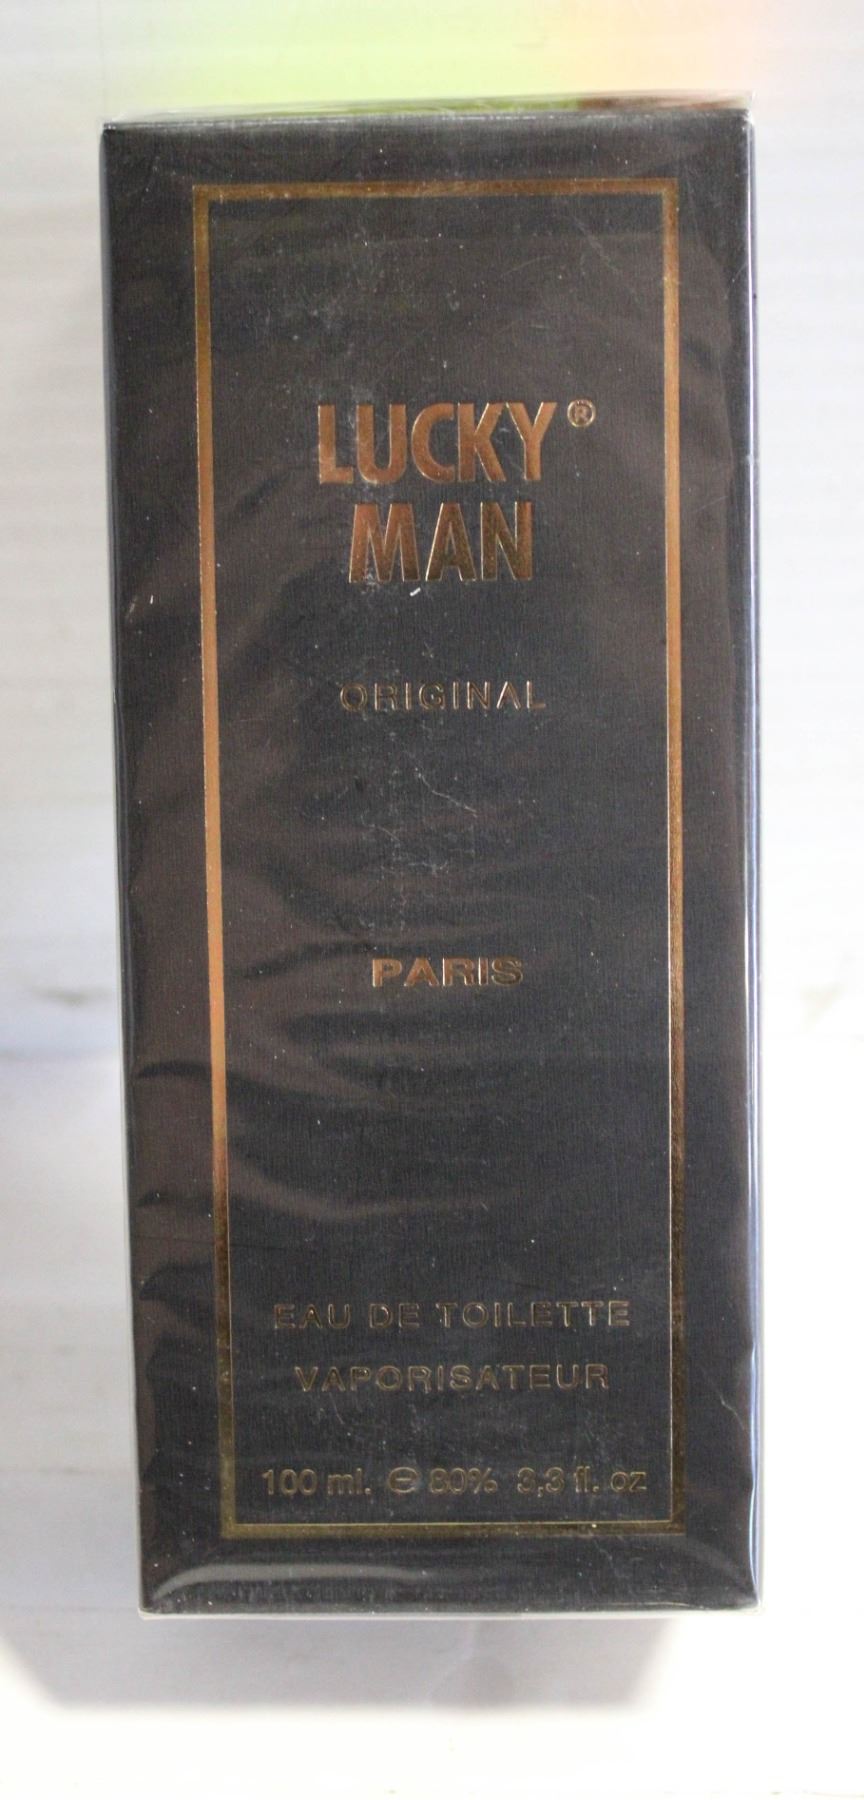 LUCKY®
MAN
ORIGINAL
PARIS
EAU DE TOILETTE
VAPORISATEUR
100 ml. ℮ 80% 3,3 fl. oz